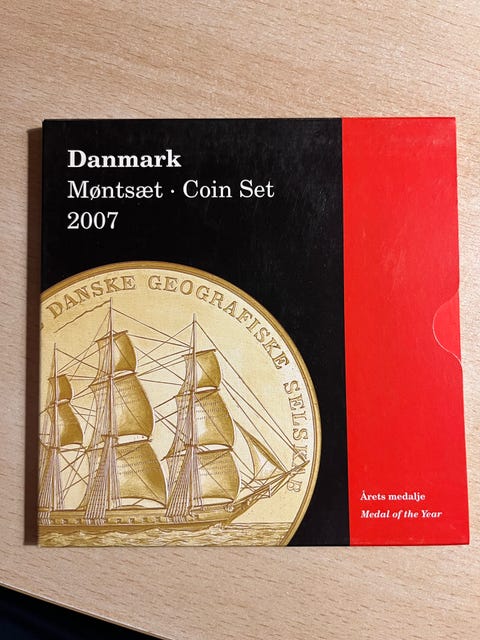 Danmark
Møntsæt · Coin Set
2007
DANSKE GEOGRAFISKE SELSKAB
Årets medalje
Medal of the Year